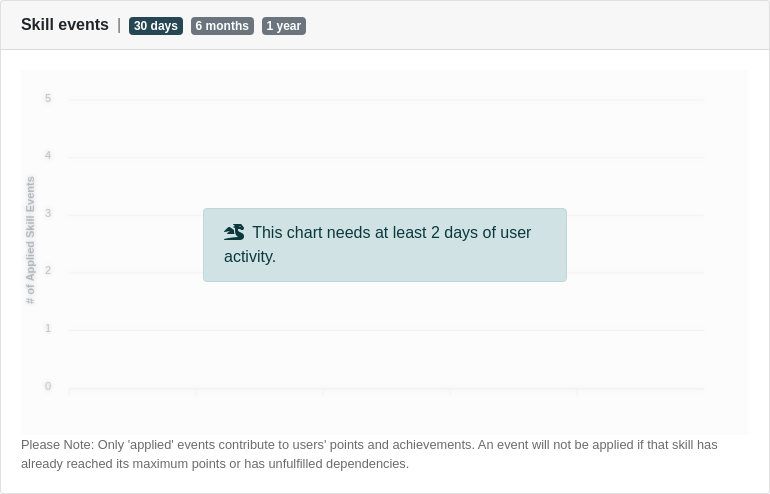 Skill events | 30 days 6 months 1 year
5
4
3
2
1
0
# of Applied Skill Events
This chart needs at least 2 days of user
activity.
Please Note: Only 'applied' events contribute to users' points and achievements. An event will not be applied if that skill has
already reached its maximum points or has unfulfilled dependencies.